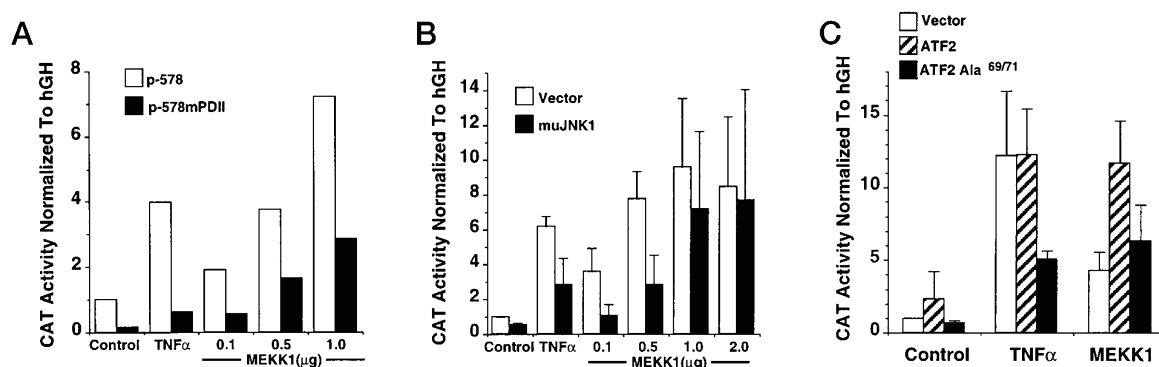 A
CAT Activity Normalized To hGH
8
6
4
2
0
p-578
p-578mPDII
Control TNFα 0.1 0.5 1.0
MEKK1(μg)
B
CAT Activity Normalized To hGH
14
12
10
8
6
4
2
0
Vector
muJNK1
Control TNFα 0.1 0.5 1.0 2.0
MEKK1(μg)
C
Vector
ATF2
ATF2 Ala 69/71
CAT Activity Normalized To hGH
15
10
5
0
Control TNFα MEKK1